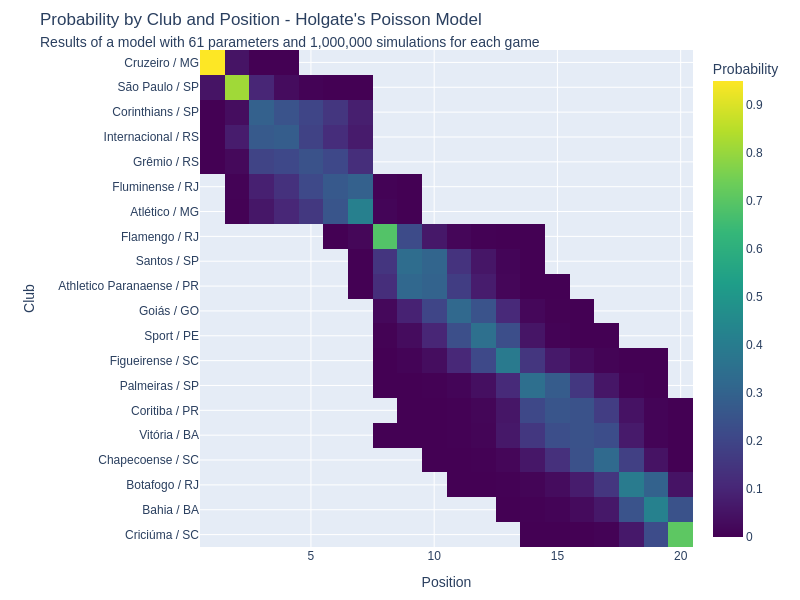 Probability by Club and Position - Holgate's Poisson Model
Results of a model with 61 parameters and 1,000,000 simulations for each game
Probability
Club
Cruzeiro / MG
São Paulo / SP
Corinthians / SP
Internacional / RS
Grêmio / RS
Fluminense / RJ
Atlético / MG
Flamengo / RJ
Santos / SP
Athletico Paranaense / PR
Goiás / GO
Sport / PE
Figueirense / SC
Palmeiras / SP
Coritiba / PR
Vitória / BA
Chapecoense / SC
Botafogo / RJ
Bahia / BA
Criciúma / SC
0.9
0.8
0.7
0.6
0.5
0.4
0.3
0.2
0.1
0
5 10 15 20
Position